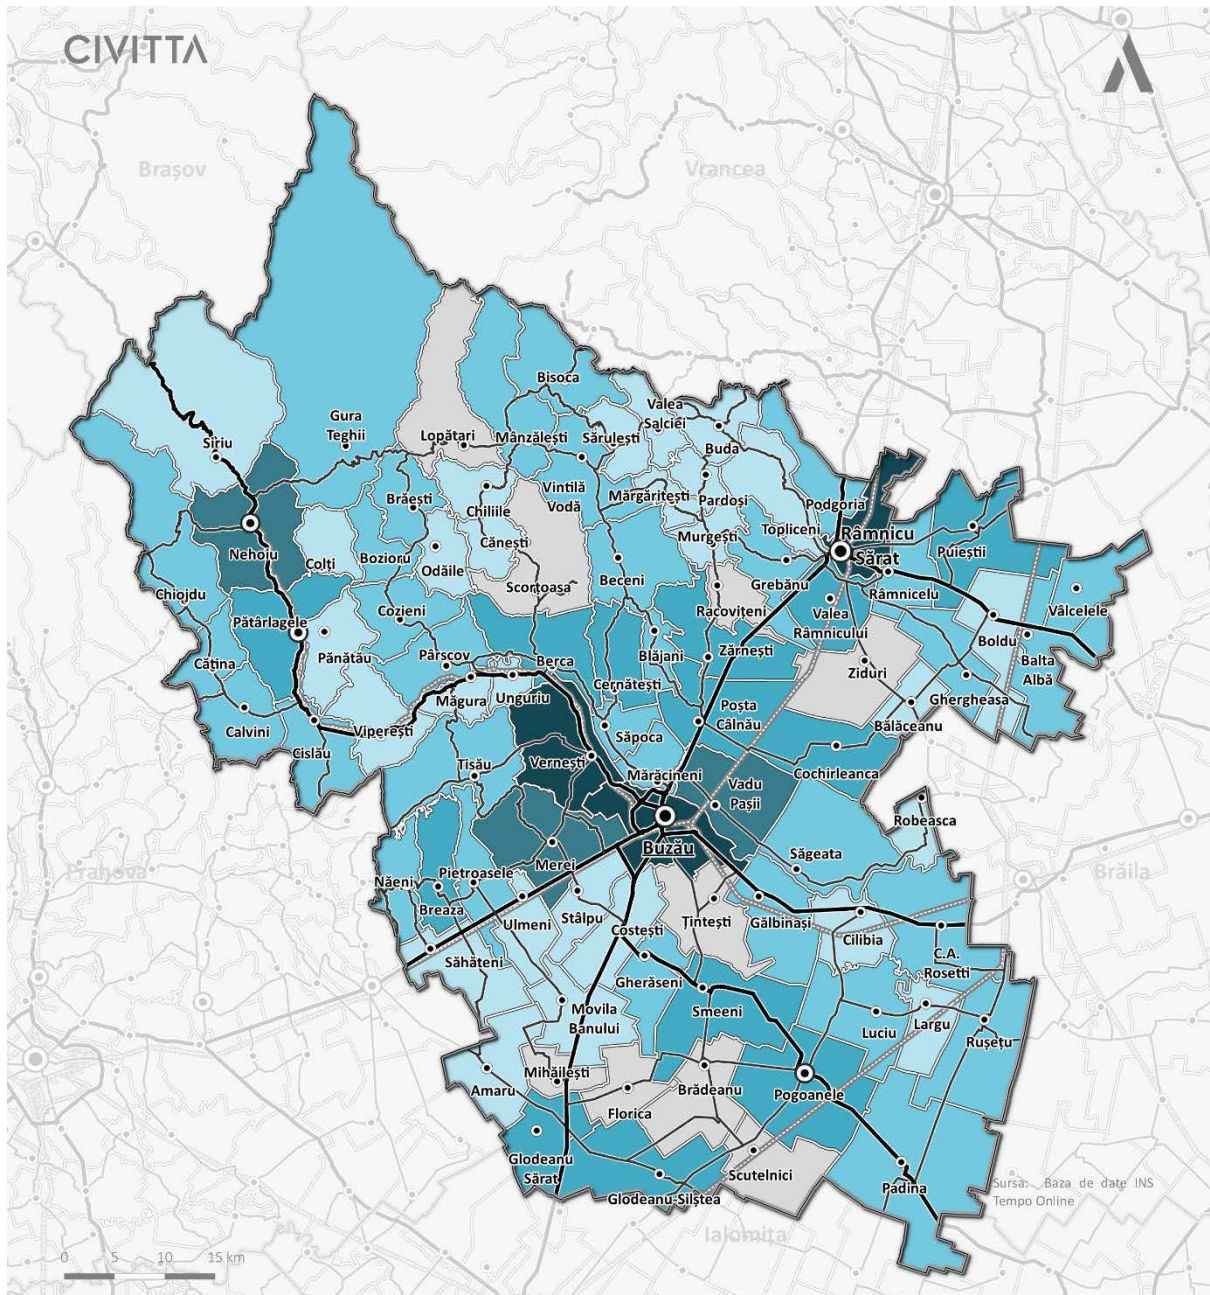 CIVITTA
Brașov
Vrancea
Bisoca
Valea
Salciei
Gura
Teghii
Lopătari
Mânzălești
Sărulești
Siriu
Buda
Vintilă
Vodă
Brăești
Mărgăritești
Pardoși
Podgoria
Chiliile
Topliceni
Râmnicu
Sărat
Puieștii
Nehoiu
Cănești
Murgești
Colți
Bozioru
Odăile
Scorțoasa
Beceni
Grebănu
Râmnicelu
Chiojdu
Vâlcelele
Cozieni
Racovițeni
Valea
Râmnicului
Pătârlagele
Boldu
Pănătău
Pârscov
Berca
Blăjani
Zărnești
Balta
Albă
Cătina
Ziduri
Cernătești
Măgura
Unguriu
Ghergheasa
Calvini
Viperești
Săpoca
Poșta
Câlnău
Bălăceanu
Cislău
Tisău
Vernești
Mărăcineni
Cochirleanca
Vadu
Pașii
Robeasca
Buzău
Săgeata
Prahova
Brăila
Merei
Pietroasele
Năeni
Breaza
Ulmeni
Stâlpu
Costești
Țintești
Gălbinași
Cilibia
C.A.
Rosetti
Săhăteni
Gherăseni
Movila
Banului
Smeeni
Luciu
Largu
Rușețu
Mihăilești
Amaru
Brădeanu
Pogoanele
Florica
Glodeanu
Sărat
Scutelnici
Padina
Glodeanu-Siliștea
Sursa: Baza de date INS
Tempo Online
Ialomița
0 5 10 15 km